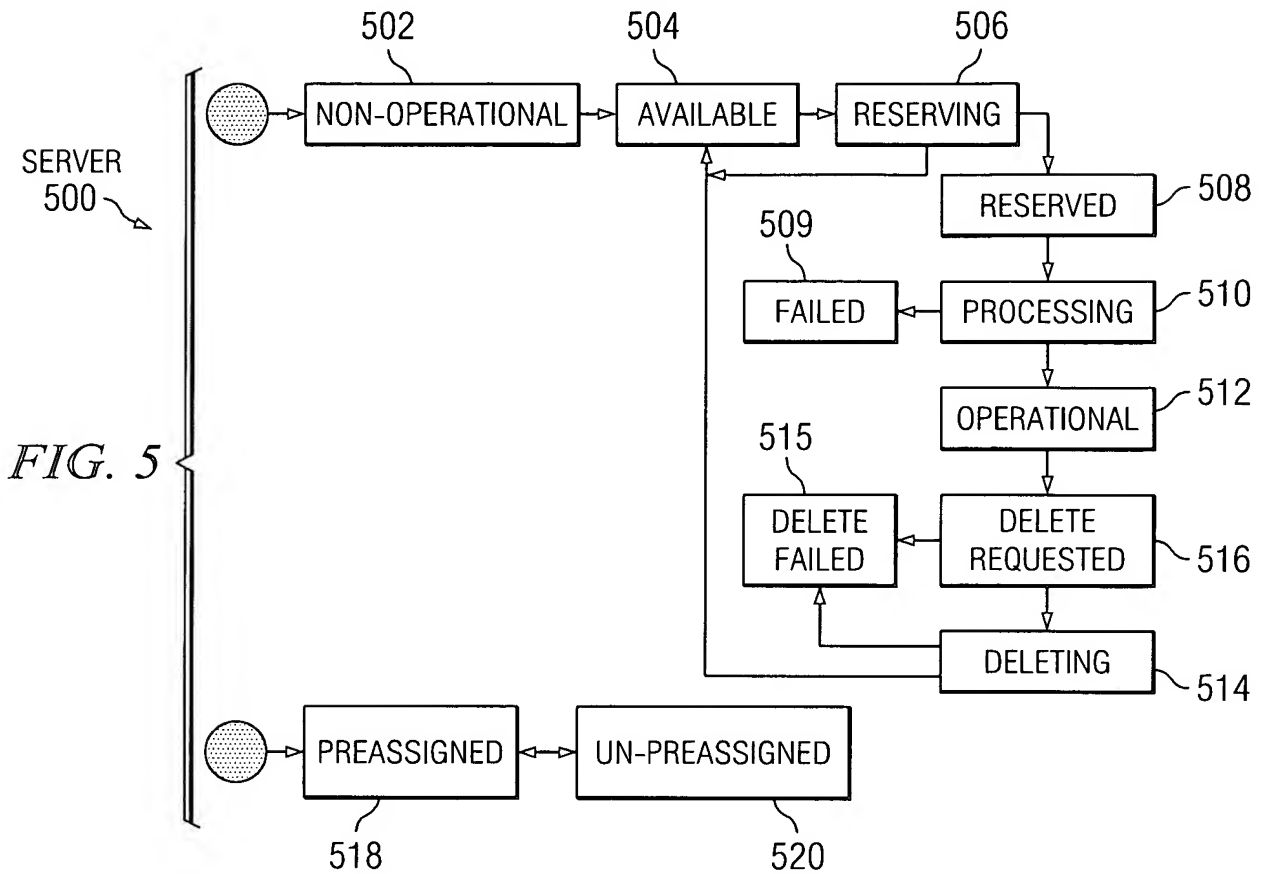 502
504
506
NON-OPERATIONAL
AVAILABLE
RESERVING
SERVER
500
RESERVED
508
509
FAILED
PROCESSING
510
OPERATIONAL
512
FIG. 5
515
DELETE
FAILED
DELETE
REQUESTED
516
DELETING
514
PREASSIGNED
UN-PREASSIGNED
518
520